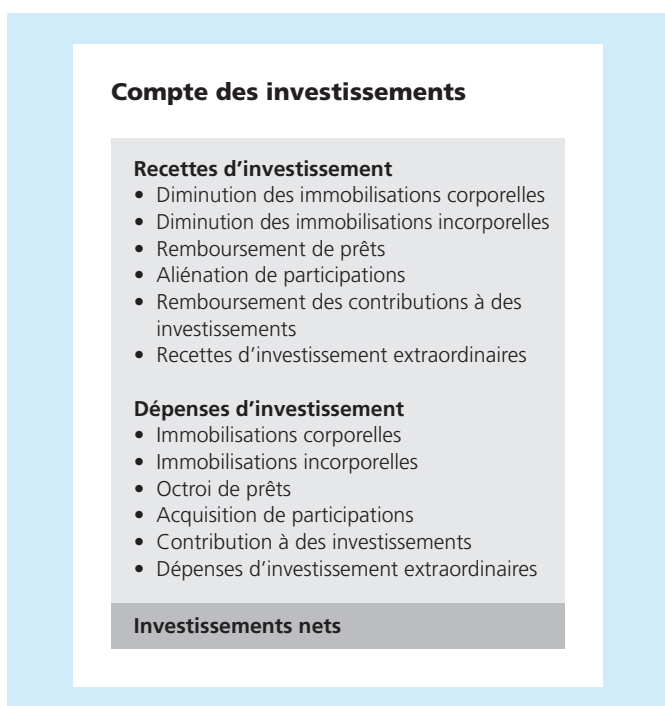 Compte des investissements
Recettes d’investissement
• Diminution des immobilisations corporelles
• Diminution des immobilisations incorporelles
• Remboursement de prêts
• Aliénation de participations
• Remboursement des contributions à des
investissements
• Recettes d’investissement extraordinaires
Dépenses d’investissement
• Immobilisations corporelles
• Immobilisations incorporelles
• Octroi de prêts
• Acquisition de participations
• Contribution à des investissements
• Dépenses d’investissement extraordinaires
Investissements nets